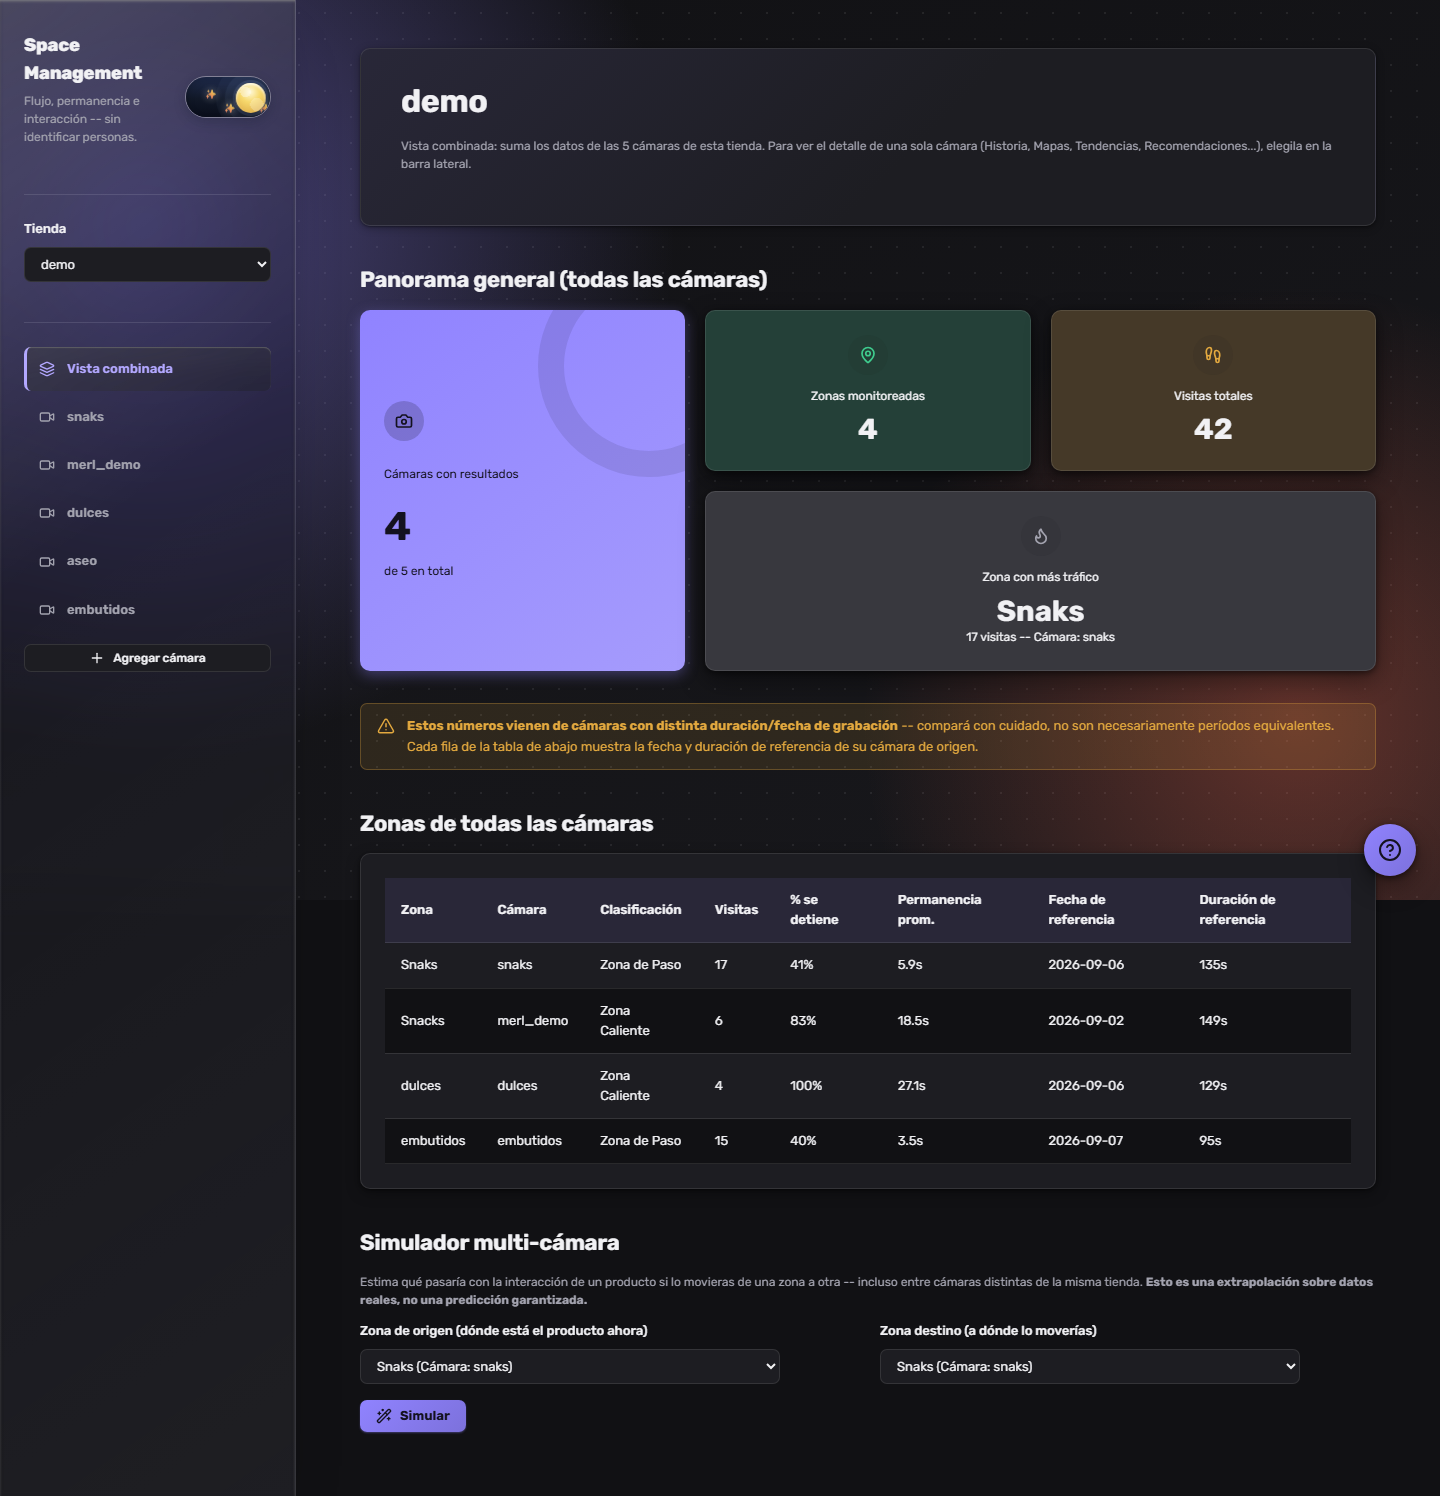 Space
Management
Flujo, permanencia e
interacción -- sin
identificar personas.
Tienda
demo
Vista combinada
snaks
merl_demo
dulces
aseo
embutidos
Agregar cámara
demo
Vista combinada: suma los datos de las 5 cámaras de esta tienda. Para ver el detalle de una sola cámara (Historia, Mapas, Tendencias, Recomendaciones...), elegila en la
barra lateral.
Panorama general (todas las cámaras)
Cámaras con resultados
4
de 5 en total
Zonas monitoreadas
4
Visitas totales
42
Zona con más tráfico
Snaks
17 visitas -- Cámara: snaks
Estos números vienen de cámaras con distinta duración/fecha de grabación -- compará con cuidado, no son necesariamente períodos equivalentes.
Cada fila de la tabla de abajo muestra la fecha y duración de referencia de su cámara de origen.
Zonas de todas las cámaras
Zona Cámara Clasificación Visitas % se detiene Permanencia prom. Fecha de referencia Duración de referencia
Snaks snaks Zona de Paso 17 41% 5.9s 2026-09-06 135s
Snacks merl_demo Zona Caliente 6 83% 18.5s 2026-09-02 149s
dulces dulces Zona Caliente 4 100% 27.1s 2026-09-06 129s
embutidos embutidos Zona de Paso 15 40% 3.5s 2026-09-07 95s
Simulador multi-cámara
Estima qué pasaría con la interacción de un producto si lo movieras de una zona a otra -- incluso entre cámaras distintas de la misma tienda. Esto es una extrapolación sobre datos
reales, no una predicción garantizada.
Zona de origen (dónde está el producto ahora)
Snaks (Cámara: snaks)
Zona destino (a dónde lo moverías)
Snaks (Cámara: snaks)
Simular